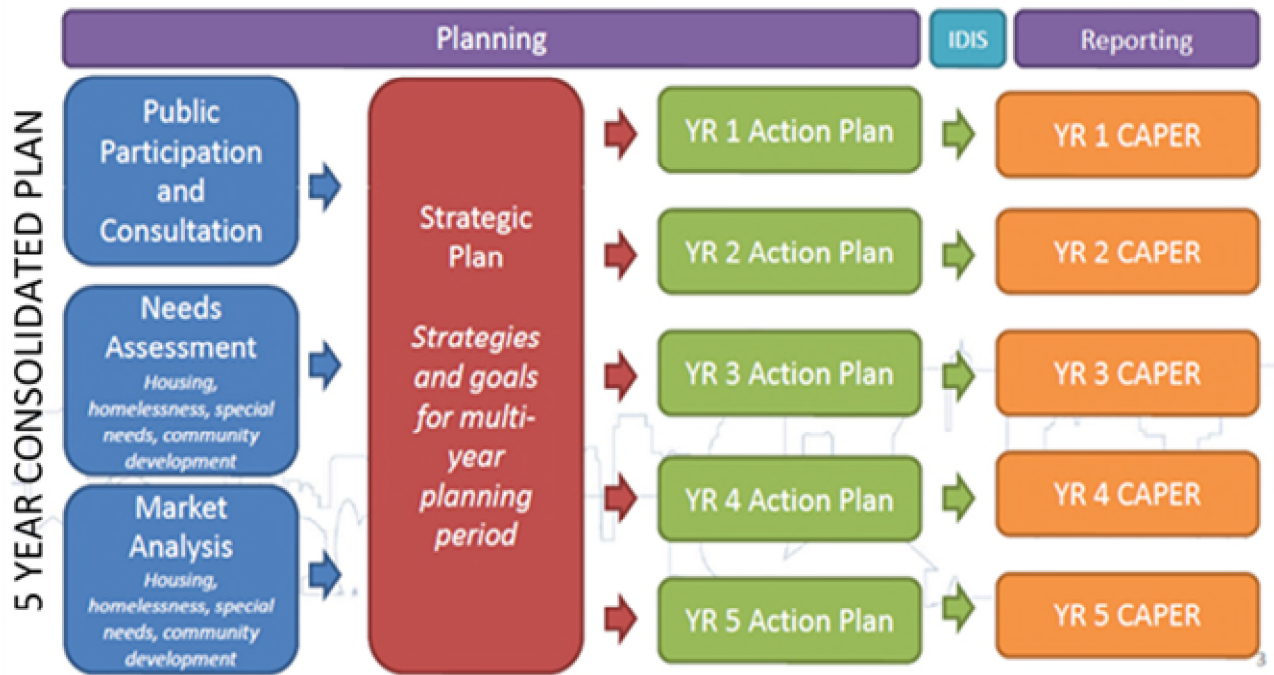 Planning
IDIS
Reporting
5 YEAR CONSOLIDATED PLAN
Public
Participation
and
Consultation
Needs
Assessment
Housing,
homelessness, special
needs, community
development
Market
Analysis
Housing,
homelessness, special
needs, community
development
Strategic
Plan
Strategies
and goals
for multi-
year
planning
period
YR 1 Action Plan
YR 1 CAPER
YR 2 Action Plan
YR 2 CAPER
YR 3 Action Plan
YR 3 CAPER
YR 4 Action Plan
YR 4 CAPER
YR 5 Action Plan
YR 5 CAPER
3